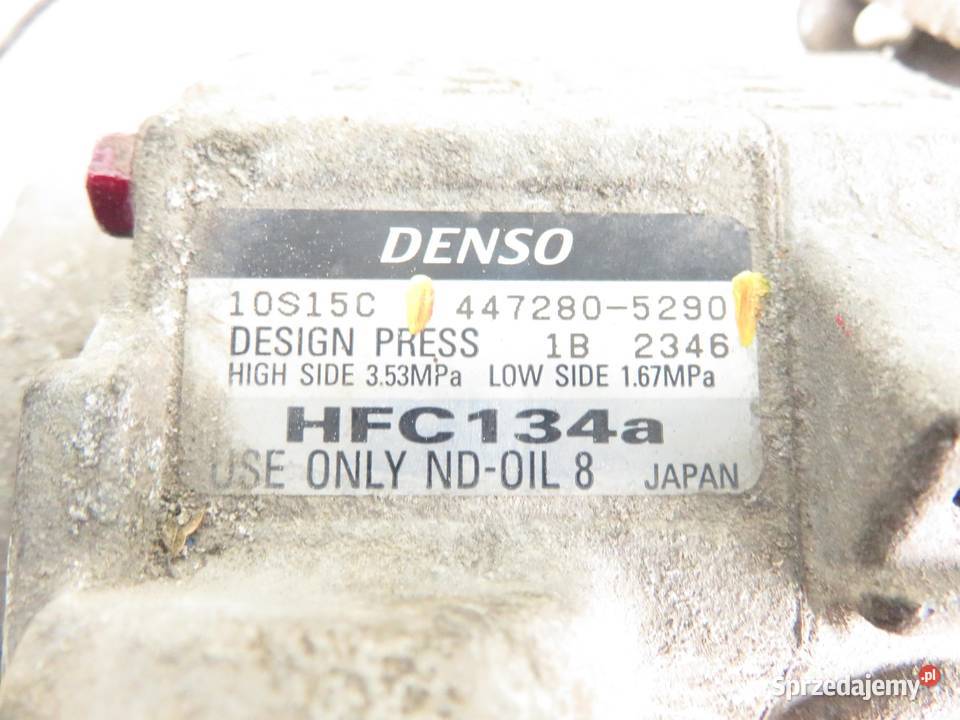 DENSO
10S15C 447280-5290
DESIGN PRESS 1B 2346
HIGH SIDE 3.53MPa LOW SIDE 1.67MPa
HFC134a
USE ONLY ND-OIL 8 JAPAN
Sprzedajemy.pl